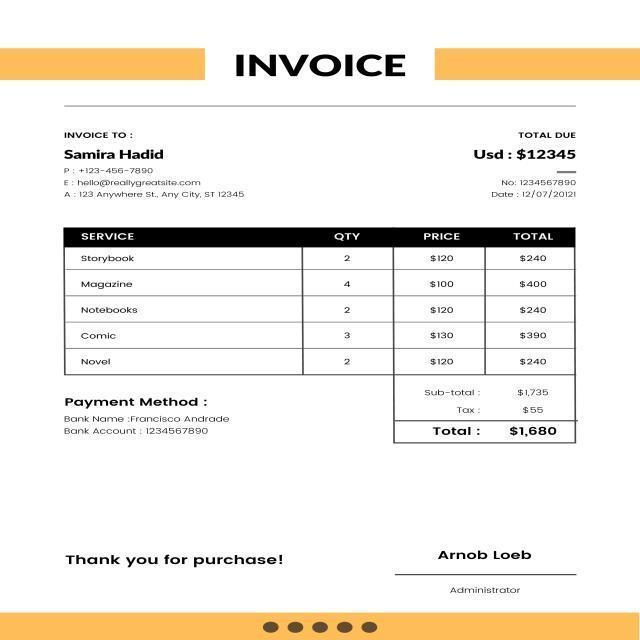 INVOICE
INVOICE TO :
TOTAL DUE
Samira Hadid
Usd : $12345
P : +123-456-7890
E : hello@reallygreatsite.com
No: 1234567890
A : 123 Anywhere St., Any City, ST 12345
Date : 12/07/20121
SERVICE QTY PRICE TOTAL
Storybook 2 $120 $240
Magazine 4 $100 $400
Notebooks 2 $120 $240
Comic 3 $130 $390
Novel 2 $120 $240
Sub-total : $1,735
Payment Method :
Tax : $55
Bank Name :Francisco Andrade
Bank Account : 1234567890
Total : $1,680
Thank you for purchase!
Arnob Loeb
Administrator